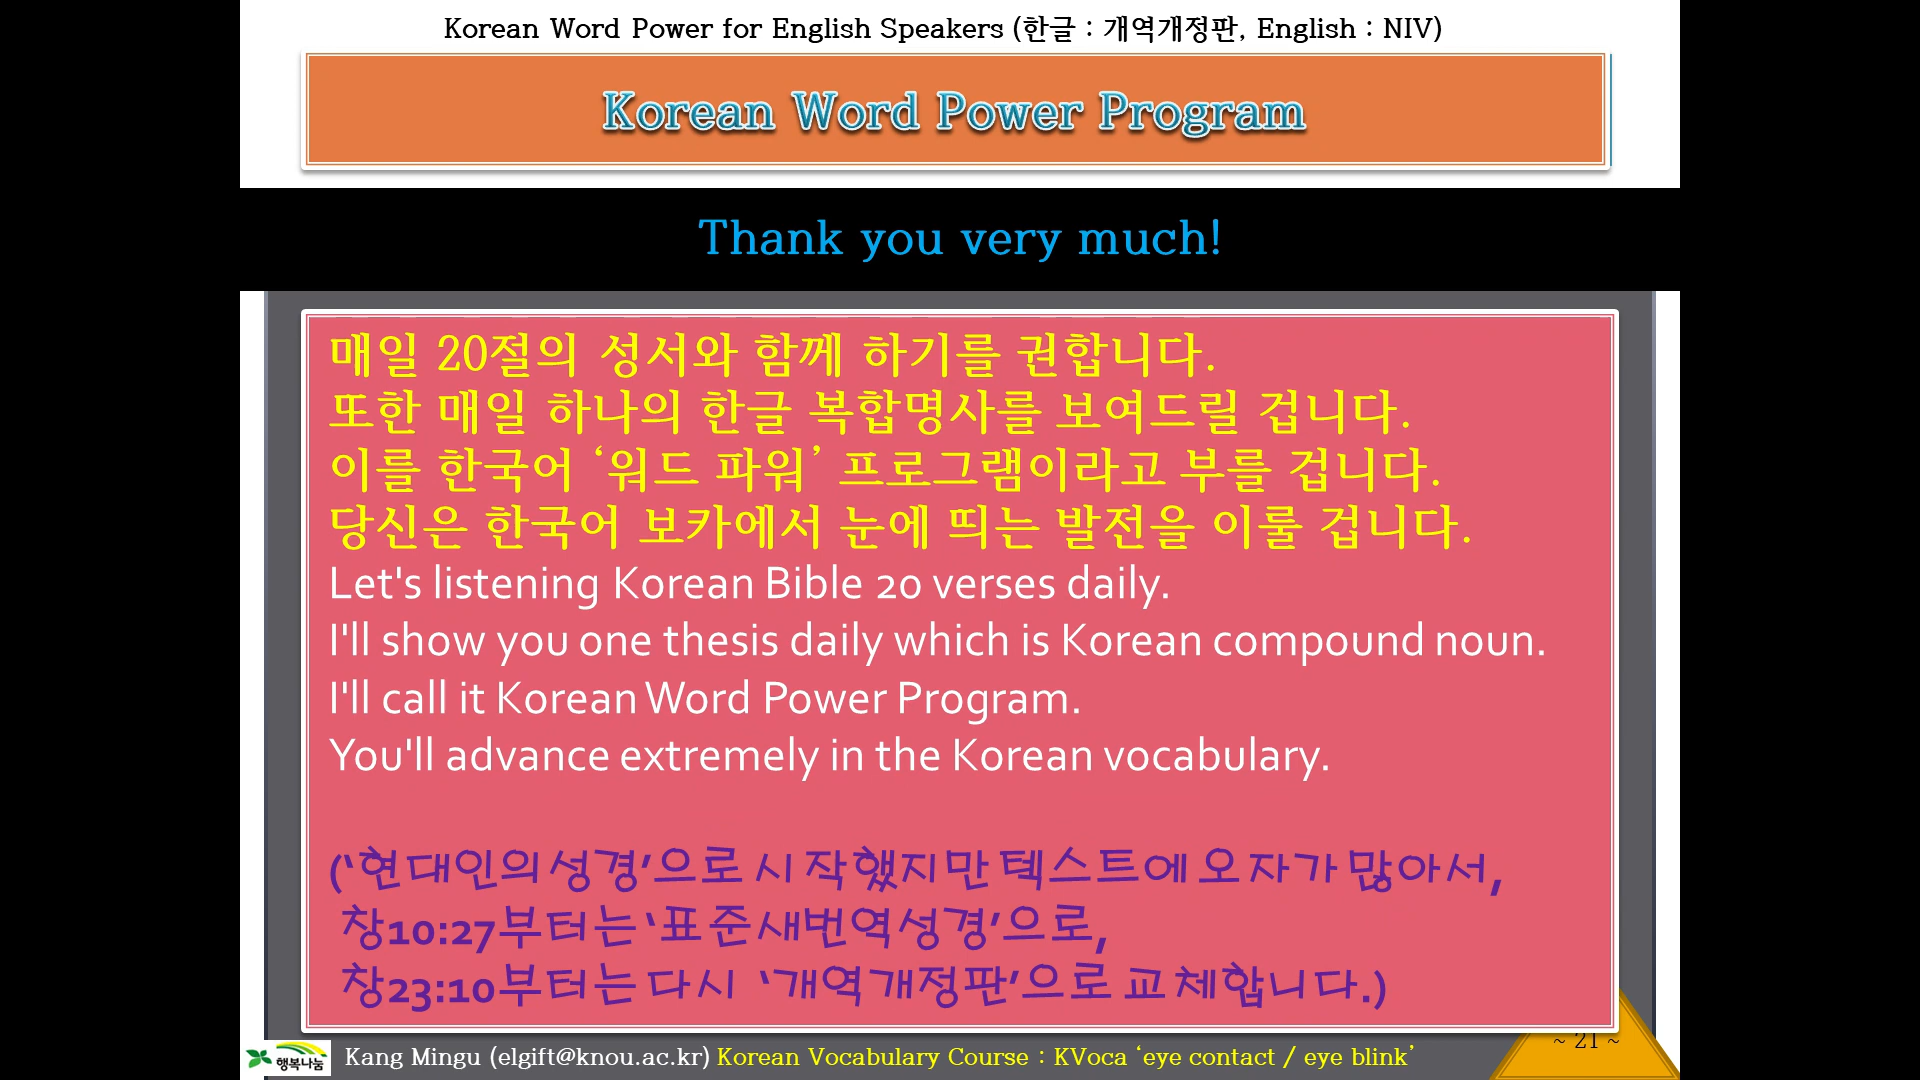 Korean Word Power for English Speakers (한글 : 개역개정판, English : NIV)
Korean Word Power Program
Thank you very much!
매일 20절의 성서와 함께 하기를 권합니다.
또한 매일 하나의 한글 복합명사를 보여드릴 겁니다.
이를 한국어 ‘워드 파워’ 프로그램이라고 부를 겁니다.
당신은 한국어 보카에서 눈에 띄는 발전을 이룰 겁니다.
Let's listening Korean Bible 20 verses daily.
I'll show you one thesis daily which is Korean compound noun.
I'll call it Korean Word Power Program.
You'll advance extremely in the Korean vocabulary.
(‘현대인의성경’으로 시작했지만 텍스트에 오자가 많아서,
창10:27부터는 ‘표준새번역성경’으로,
창23:10부터는 다시 ‘개역개정판’으로 교체합니다.)
~ 21 ~
행복나눔 Kang Mingu (elgift@knou.ac.kr) Korean Vocabulary Course : KVoca ‘eye contact / eye blink’